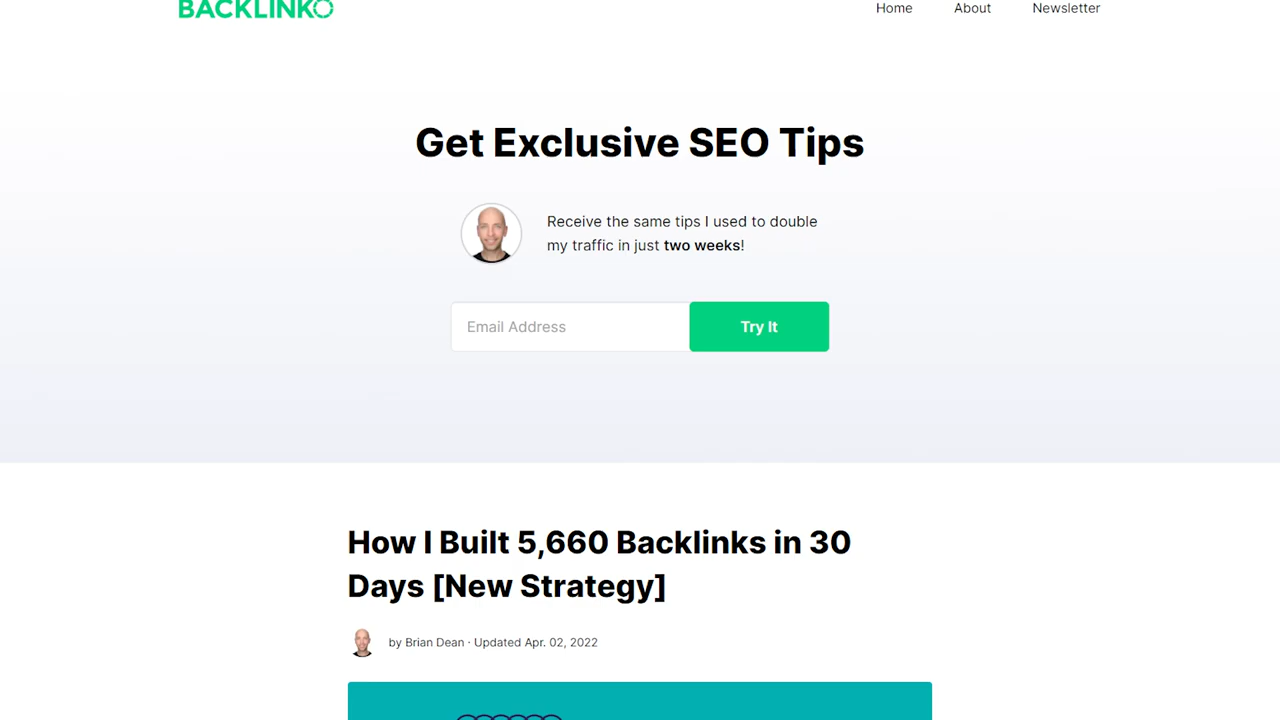 BACKLINKO
Home About Newsletter
Get Exclusive SEO Tips
Receive the same tips I used to double
my traffic in just two weeks!
Email Address Try It
How I Built 5,660 Backlinks in 30
Days [New Strategy]
by Brian Dean · Updated Apr. 02, 2022